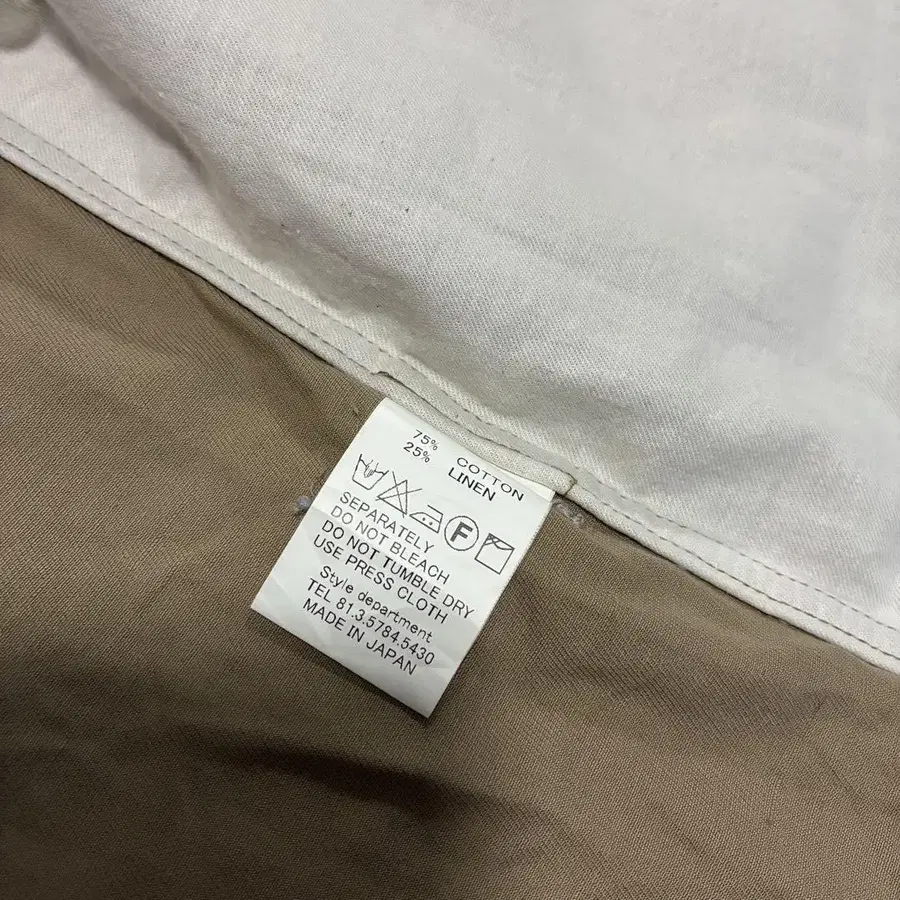 75% COTTON
25% LINEN
F
SEPARATELY
DO NOT BLEACH
DO NOT TUMBLE DRY
USE PRESS CLOTH
Style department
TEL 81.3.5784.5430
MADE IN JAPAN